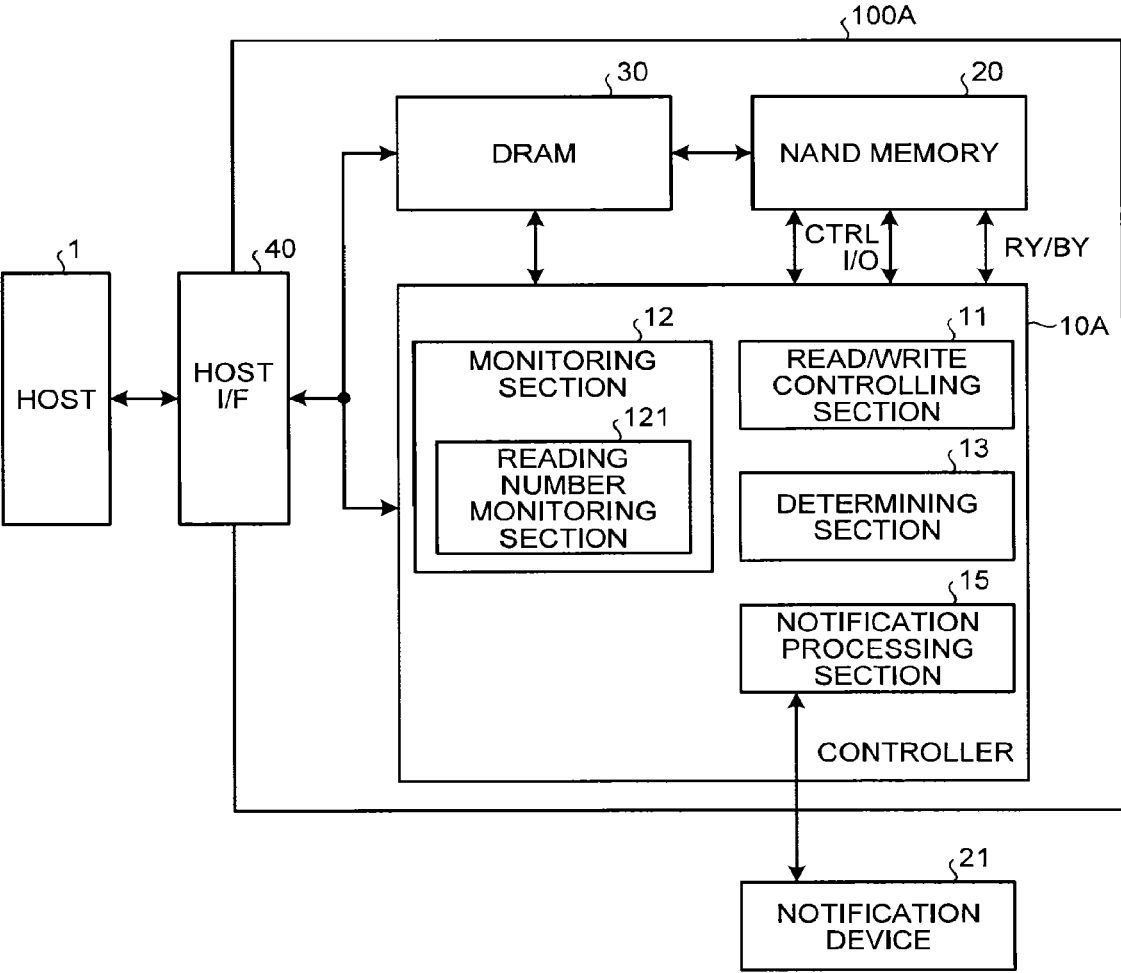 100A
30
20
DRAM
NAND MEMORY
CTRL
I/O
RY/BY
1
40
HOST
HOST
I/F
10A
12
11
MONITORING
SECTION
READ/WRITE
CONTROLLING
SECTION
121
READING
NUMBER
MONITORING
SECTION
13
DETERMINING
SECTION
15
NOTIFICATION
PROCESSING
SECTION
CONTROLLER
21
NOTIFICATION
DEVICE